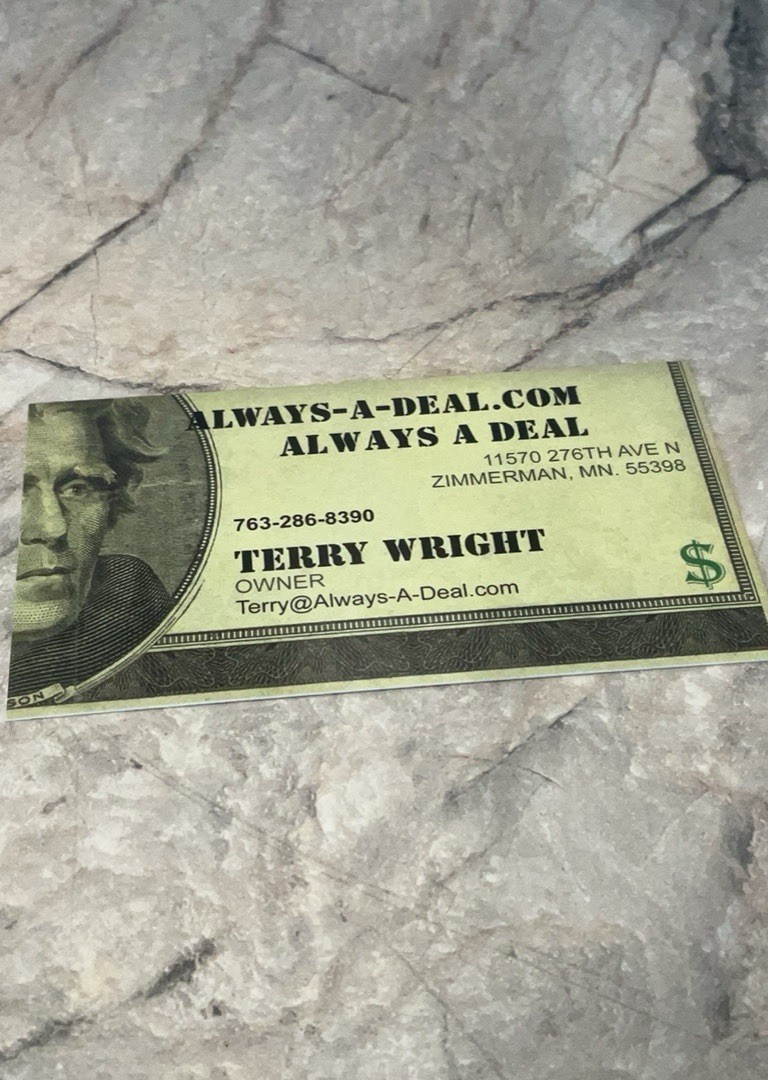 ALWAYS-A-DEAL.COM
ALWAYS A DEAL
11570 276TH AVE N
ZIMMERMAN, MN. 55398
763-286-8390
TERRY WRIGHT
OWNER
Terry@Always-A-Deal.com
$
SON